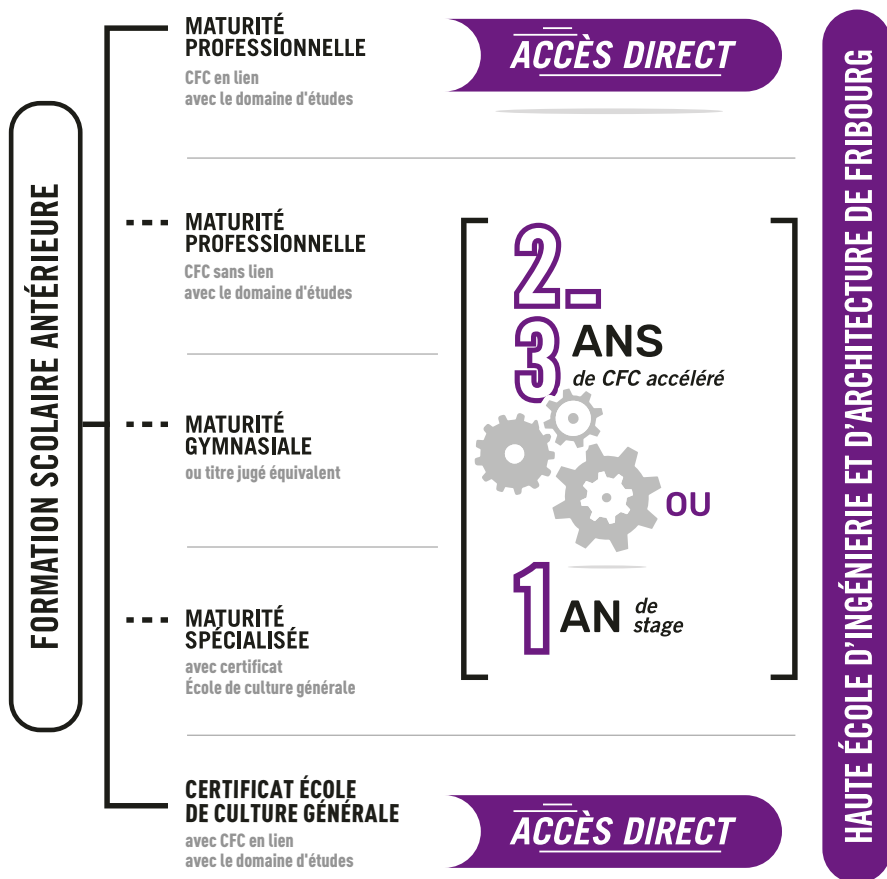 FORMATION SCOLAIRE ANTÉRIEURE
MATURITÉ
PROFESSIONNELLE
CFC en lien
avec le domaine d'études
ACCÈS DIRECT
MATURITÉ
PROFESSIONNELLE
CFC sans lien
avec le domaine d'études
MATURITÉ
GYMNASIALE
ou titre jugé équivalent
MATURITÉ
SPÉCIALISÉE
avec certificat
École de culture générale
2–
3 ANS
de CFC accéléré
OU
1 AN de
stage
CERTIFICAT ÉCOLE
DE CULTURE GÉNÉRALE
avec CFC en lien
avec le domaine d'études
ACCÈS DIRECT
HAUTE ÉCOLE D'INGÉNIERIE ET D'ARCHITECTURE DE FRIBOURG